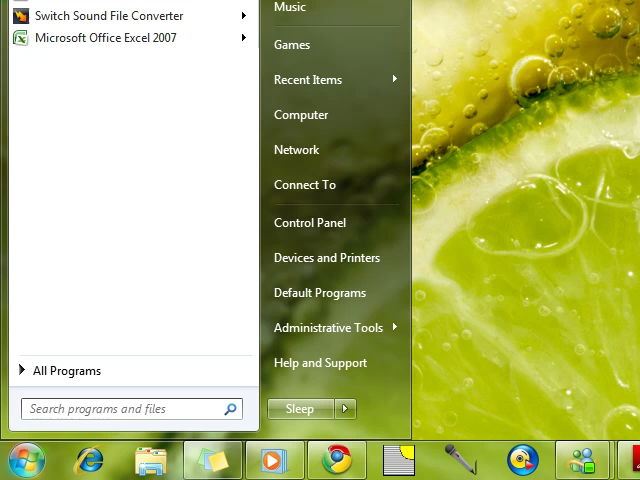 Switch Sound File Converter
Microsoft Office Excel 2007
All Programs
Search programs and files
Music
Games
Recent Items
Computer
Network
Connect To
Control Panel
Devices and Printers
Default Programs
Administrative Tools
Help and Support
Sleep